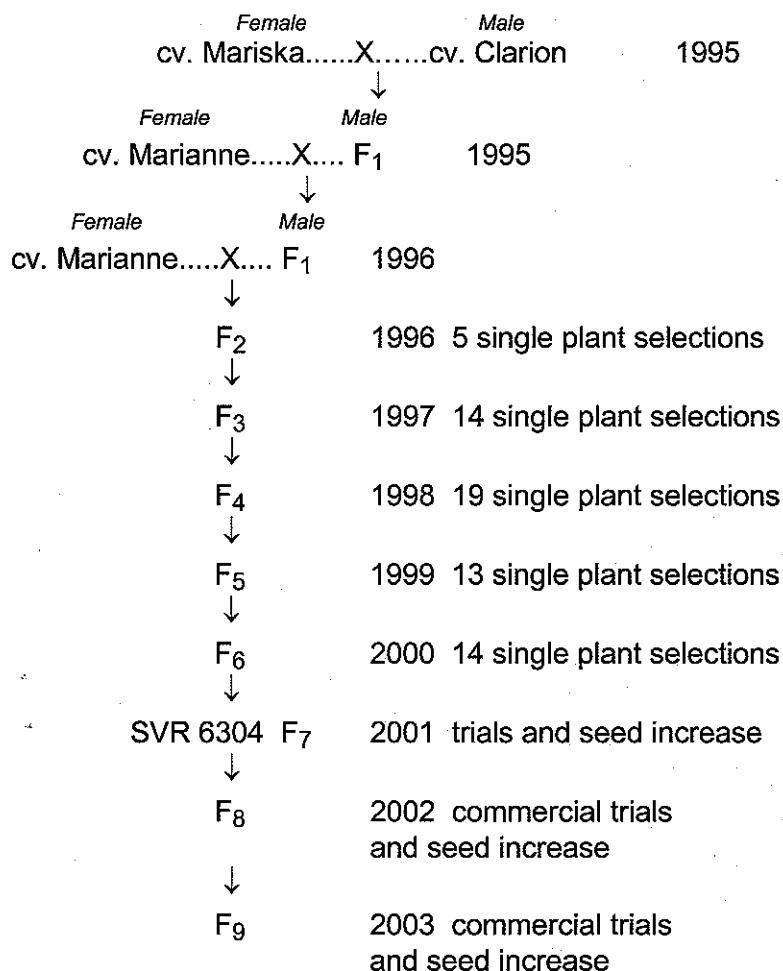 Female Male
cv. Mariska......X......cv. Clarion 1995
↓
Female Male
cv. Marianne.....X.... F₁ 1995
↓
Female Male
cv. Marianne.....X.... F₁ 1996
↓
F₂ 1996 5 single plant selections
↓
F₃ 1997 14 single plant selections
↓
F₄ 1998 19 single plant selections
↓
F₅ 1999 13 single plant selections
↓
F₆ 2000 14 single plant selections
↓
SVR 6304 F₇ 2001 trials and seed increase
↓
F₈ 2002 commercial trials
and seed increase
↓
F₉ 2003 commercial trials
and seed increase